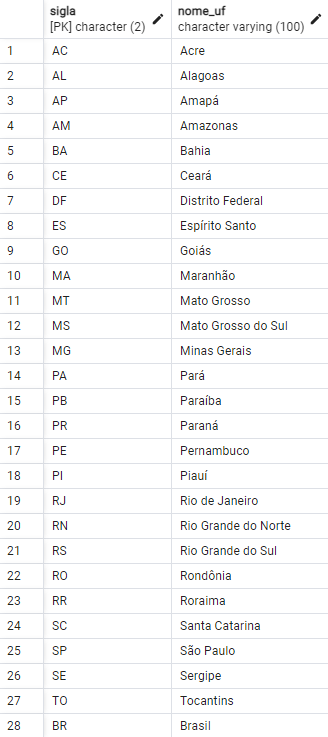 sigla nome_uf
[PK] character (2) character varying (100)
1 AC Acre
2 AL Alagoas
3 AP Amapá
4 AM Amazonas
5 BA Bahia
6 CE Ceará
7 DF Distrito Federal
8 ES Espírito Santo
9 GO Goiás
10 MA Maranhão
11 MT Mato Grosso
12 MS Mato Grosso do Sul
13 MG Minas Gerais
14 PA Pará
15 PB Paraíba
16 PR Paraná
17 PE Pernambuco
18 PI Piauí
19 RJ Rio de Janeiro
20 RN Rio Grande do Norte
21 RS Rio Grande do Sul
22 RO Rondônia
23 RR Roraima
24 SC Santa Catarina
25 SP São Paulo
26 SE Sergipe
27 TO Tocantins
28 BR Brasil